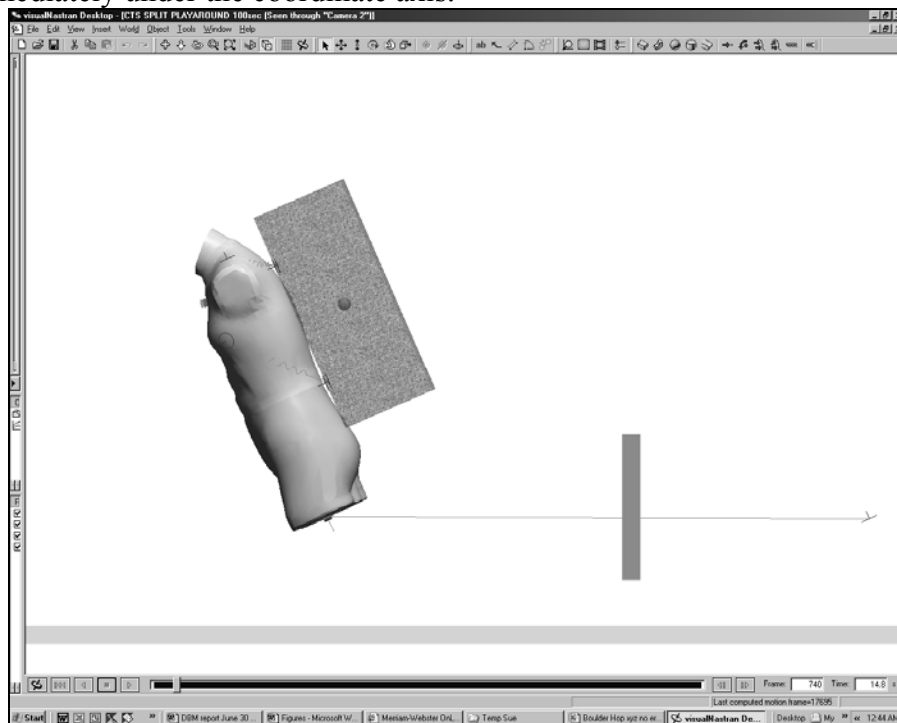 mediately under the coordinate axis.
visualNastran Desktop - [CTS SPLIT PLAYAROUND 100sec (Seen through "Camera 2")]
File Edit View Insert World Object Tools Window Help
Frame: 740 Time: 14.8 s
Last computed motion frame=17695
Start DBM report June 30 ... Figures - Microsoft W... Merriam-Webster OnL... Temp Sue Boulder Hop xyz no er... visualNastran De... Desktop My 12:44 AM